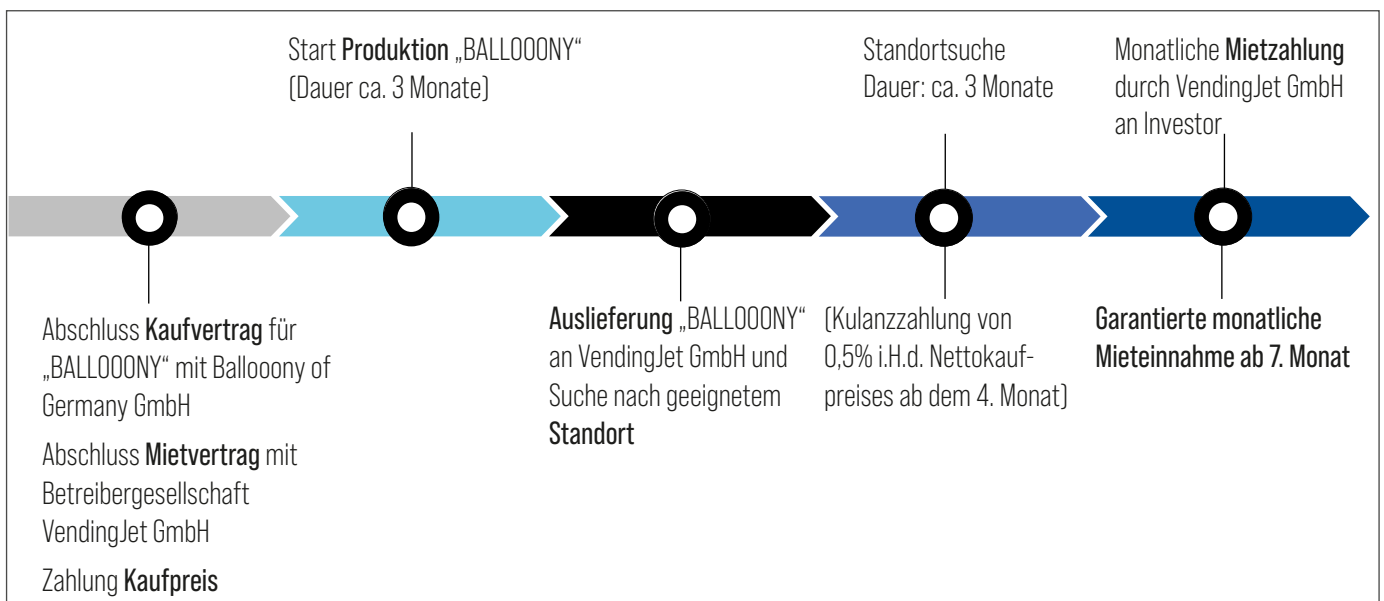 Start Produktion „BALLOOONY“
(Dauer ca. 3 Monate)
Standortsuche
Dauer: ca. 3 Monate
Monatliche Mietzahlung
durch VendingJet GmbH
an Investor
Abschluss Kaufvertrag für
„BALLOOONY“ mit Ballooony of
Germany GmbH
Abschluss Mietvertrag mit
Betreibergesellschaft
VendingJet GmbH
Zahlung Kaufpreis
Auslieferung „BALLOOONY“
an VendingJet GmbH und
Suche nach geeignetem
Standort
(Kulanzzahlung von
0,5% i.H.d. Nettokauf-
preises ab dem 4. Monat)
Garantierte monatliche
Mieteinnahme ab 7. Monat